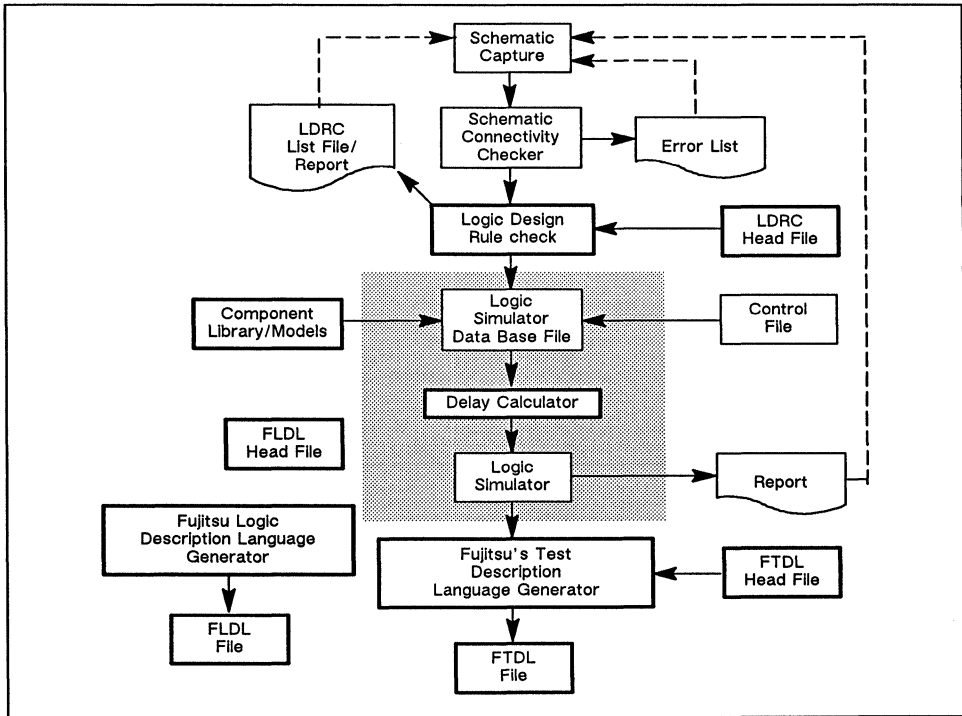 Schematic
Capture
LDRC
List File/
Report
Schematic
Connectivity
Checker
Error List
Logic Design
Rule check
LDRC
Head File
Component
Library/Models
Logic
Simulator
Data Base File
Control
File
Delay Calculator
FLDL
Head File
Logic
Simulator
Report
Fujitsu Logic
Description Language
Generator
Fujitsu's Test
Description
Language Generator
FTDL
Head File
FLDL
File
FTDL
File